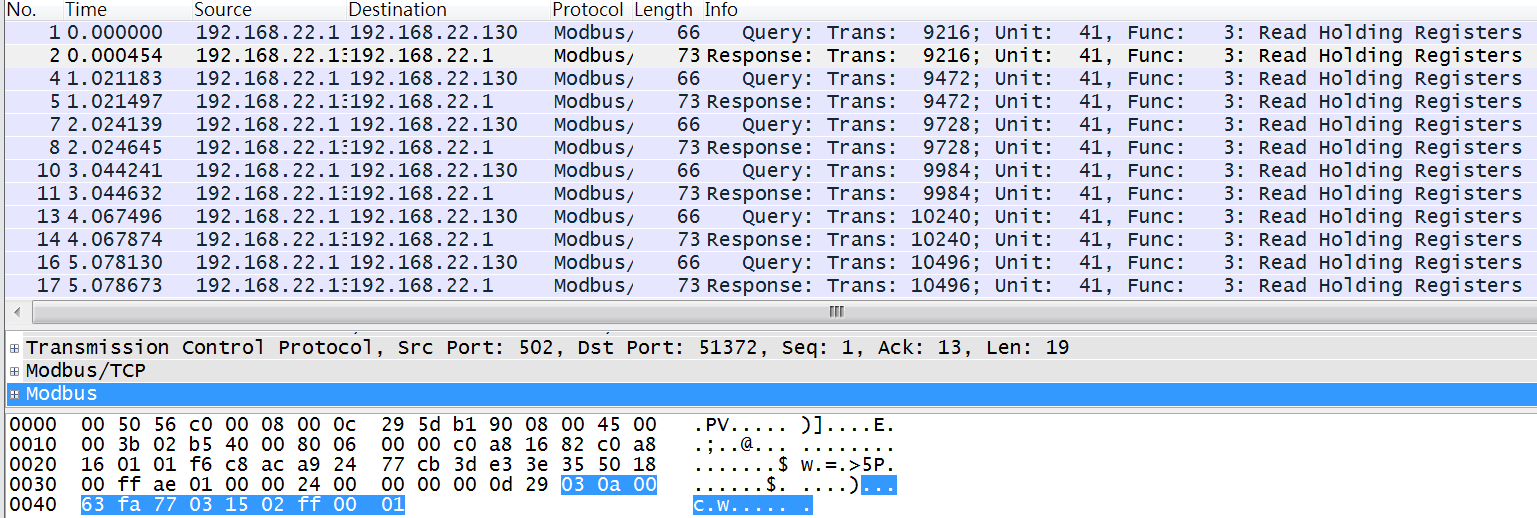 No. Time Source Destination Protocol Length Info
1 0.000000 192.168.22.1 192.168.22.130 Modbus/ 66 Query: Trans: 9216; Unit: 41, Func: 3: Read Holding Registers
2 0.000454 192.168.22.13 192.168.22.1 Modbus/ 73 Response: Trans: 9216; Unit: 41, Func: 3: Read Holding Registers
4 1.021183 192.168.22.1 192.168.22.130 Modbus/ 66 Query: Trans: 9472; Unit: 41, Func: 3: Read Holding Registers
5 1.021497 192.168.22.13 192.168.22.1 Modbus/ 73 Response: Trans: 9472; Unit: 41, Func: 3: Read Holding Registers
7 2.024139 192.168.22.1 192.168.22.130 Modbus/ 66 Query: Trans: 9728; Unit: 41, Func: 3: Read Holding Registers
8 2.024645 192.168.22.13 192.168.22.1 Modbus/ 73 Response: Trans: 9728; Unit: 41, Func: 3: Read Holding Registers
10 3.044241 192.168.22.1 192.168.22.130 Modbus/ 66 Query: Trans: 9984; Unit: 41, Func: 3: Read Holding Registers
11 3.044632 192.168.22.13 192.168.22.1 Modbus/ 73 Response: Trans: 9984; Unit: 41, Func: 3: Read Holding Registers
13 4.067496 192.168.22.1 192.168.22.130 Modbus/ 66 Query: Trans: 10240; Unit: 41, Func: 3: Read Holding Registers
14 4.067874 192.168.22.13 192.168.22.1 Modbus/ 73 Response: Trans: 10240; Unit: 41, Func: 3: Read Holding Registers
16 5.078130 192.168.22.1 192.168.22.130 Modbus/ 66 Query: Trans: 10496; Unit: 41, Func: 3: Read Holding Registers
17 5.078673 192.168.22.13 192.168.22.1 Modbus/ 73 Response: Trans: 10496; Unit: 41, Func: 3: Read Holding Registers
Transmission Control Protocol, Src Port: 502, Dst Port: 51372, Seq: 1, Ack: 13, Len: 19
Modbus/TCP
Modbus
0000 00 50 56 c0 00 08 00 0c 29 5d b1 90 08 00 45 00 .PV..... )]....E.
0010 00 3b 02 b5 40 00 80 06 00 00 c0 a8 16 82 c0 a8 .;..@... ........
0020 16 01 01 f6 c8 ac a9 24 77 cb 3d e3 3e 35 50 18 .......$ w.=.>5P.
0030 00 ff ae 01 00 00 24 00 00 00 00 0d 29 03 0a 00 ......$. ....)...
0040 63 fa 77 03 15 02 ff 00 01 c.w..... .